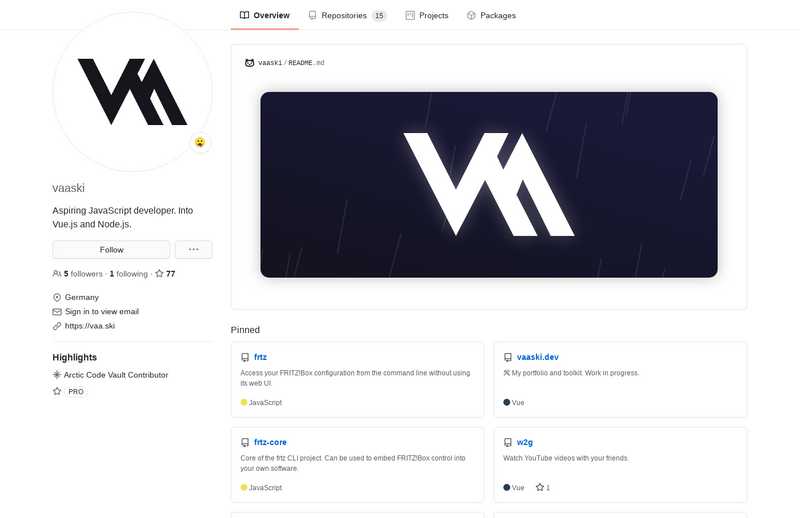 Overview
Repositories 15
Projects
Packages
vaaski
Aspiring JavaScript developer. Into
Vue.js and Node.js.
Follow
5 followers · 1 following · 77
Germany
Sign in to view email
https://vaa.ski
Highlights
Arctic Code Vault Contributor
PRO
vaaski / README.md
Pinned
frtz
Access your FRITZ!Box configuration from the command line without using
its web UI.
JavaScript
vaaski.dev
My portfolio and toolkit. Work in progress.
Vue
frtz-core
Core of the frtz CLI project. Can be used to embed FRITZ!Box control into
your own software.
JavaScript
w2g
Watch YouTube videos with your friends.
Vue 1